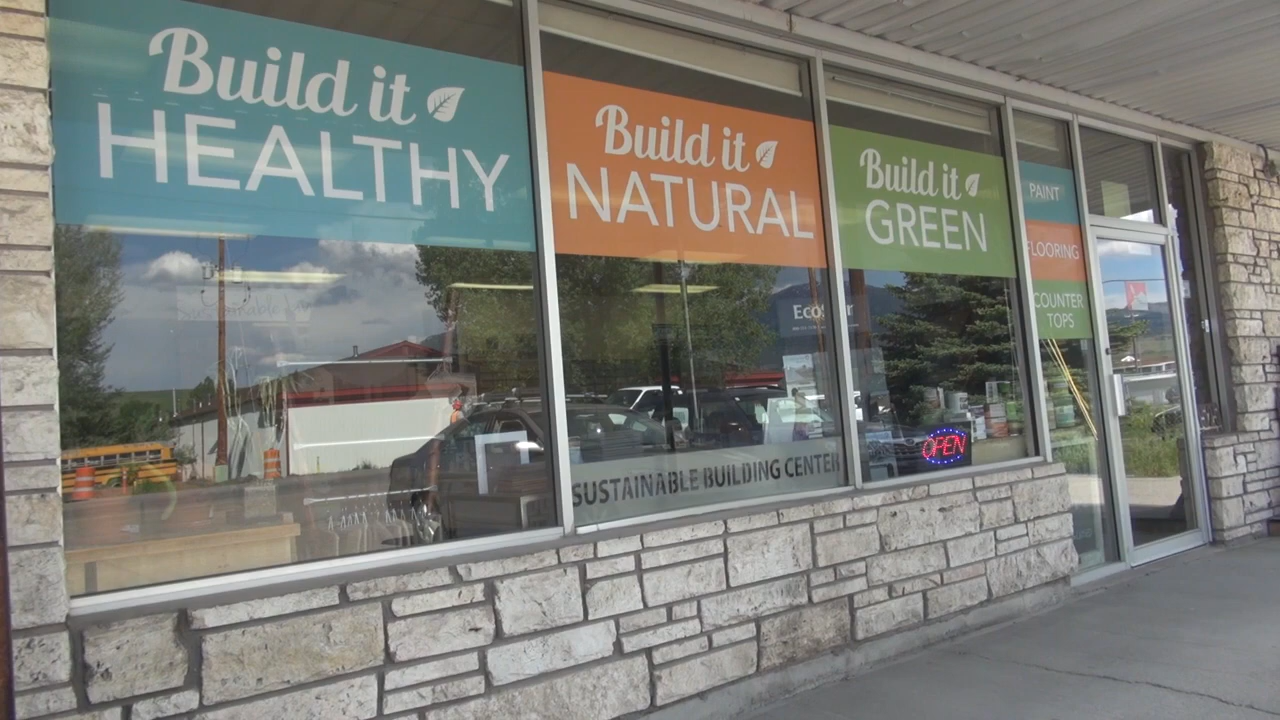 Build it
HEALTHY
Build it
NATURAL
Build it
GREEN
PAINT
FLOORING
COUNTER
TOPS
SUSTAINABLE BUILDING CENTER
OPEN